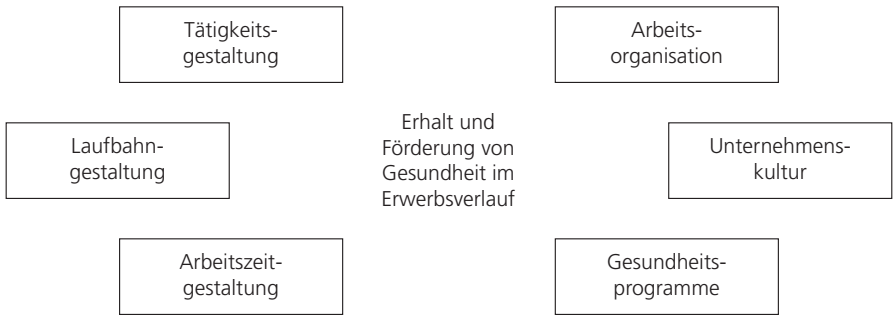 Tätigkeits-
gestaltung
Arbeits-
organisation
Laufbahn-
gestaltung
Erhalt und
Förderung von
Gesundheit im
Erwerbsverlauf
Unternehmens-
kultur
Arbeitszeit-
gestaltung
Gesundheits-
programme